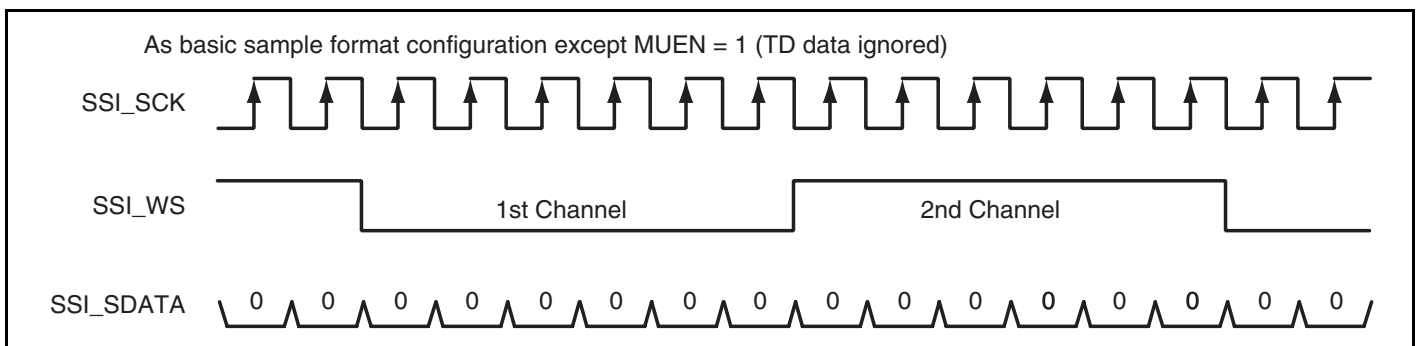 As basic sample format configuration except MUEN = 1 (TD data ignored)
SSI_SCK
SSI_WS
1st Channel
2nd Channel
SSI_SDATA
0 0 0 0 0 0 0 0 0 0 0 0 0 0 0 0